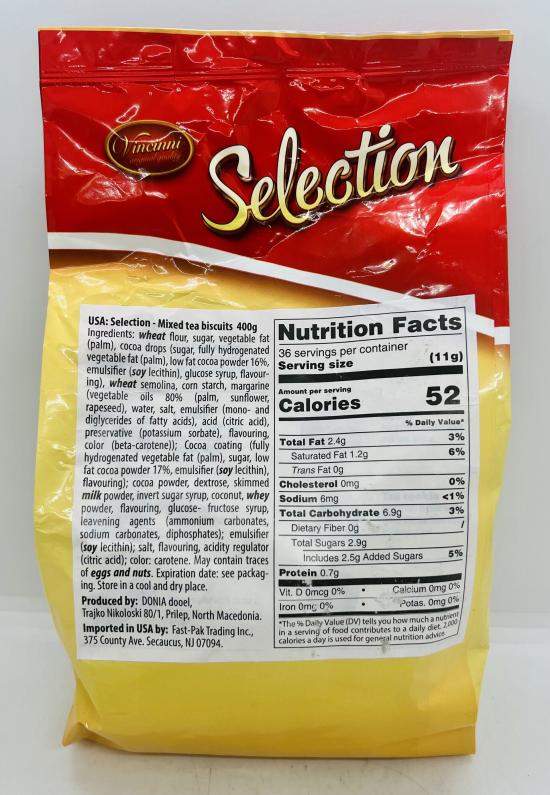 Vincinni
original quality
Selection
USA: Selection - Mixed tea biscuits 400g
Ingredients: wheat flour, sugar, vegetable fat
(palm), cocoa drops (sugar, fully hydrogenated
vegetable fat (palm), low fat cocoa powder 16%,
emulsifier (soy lecithin), glucose syrup, flavour-
ing), wheat semolina, corn starch, margarine
(vegetable oils 80% (palm, sunflower,
rapeseed), water, salt, emulsifier (mono- and
diglycerides of fatty acids), acid (citric acid),
preservative (potassium sorbate), flavouring,
color (beta-carotene)); Cocoa coating (fully
hydrogenated vegetable fat (palm), sugar, low
fat cocoa powder 17%, emulsifier (soy lecithin),
flavouring); cocoa powder, dextrose, skimmed
milk powder, invert sugar syrup, coconut, whey
powder, flavouring, glucose- fructose syrup,
leavening agents (ammonium carbonates,
sodium carbonates, diphosphates); emulsifier
(soy lecithin); salt, flavouring, acidity regulator
(citric acid); color: carotene. May contain traces
of eggs and nuts. Expiration date: see packag-
ing. Store in a cool and dry place.
Produced by: DONIA dooel,
Trajko Nikoloski 80/1, Prilep, North Macedonia.
Imported in USA by: Fast-Pak Trading Inc.,
375 County Ave. Secaucus, NJ 07094.
Nutrition Facts
36 servings per container
Serving size (11g)
Amount per serving
Calories 52
% Daily Value*
Total Fat 2.4g 3%
Saturated Fat 1.2g 6%
Trans Fat 0g
Cholesterol 0mg 0%
Sodium 6mg <1%
Total Carbohydrate 6.9g 3%
Dietary Fiber 0g /
Total Sugars 2.9g
Includes 2.5g Added Sugars 5%
Protein 0.7g
Vit. D 0mcg 0% • Calcium 0mg 0%
Iron 0mg 0% • Potas. 0mg 0%
*The % Daily Value (DV) tells you how much a nutrient
in a serving of food contributes to a daily diet. 2,000
calories a day is used for general nutrition advice.